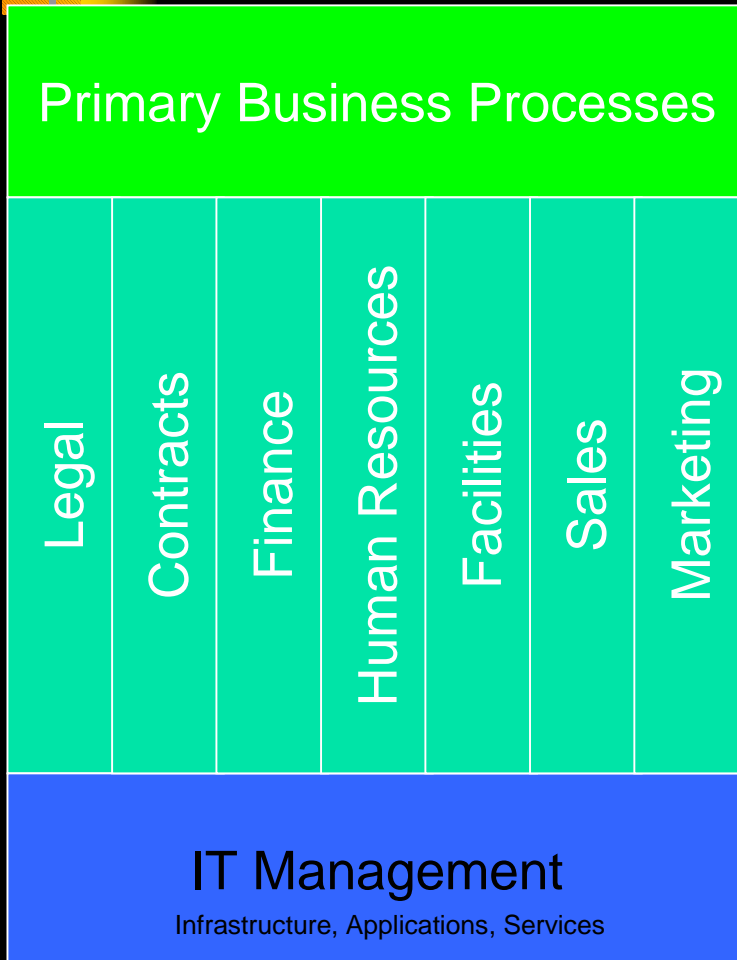 Primary Business Processes
Legal
Contracts
Finance
Human Resources
Facilities
Sales
Marketing
IT Management
Infrastructure, Applications, Services